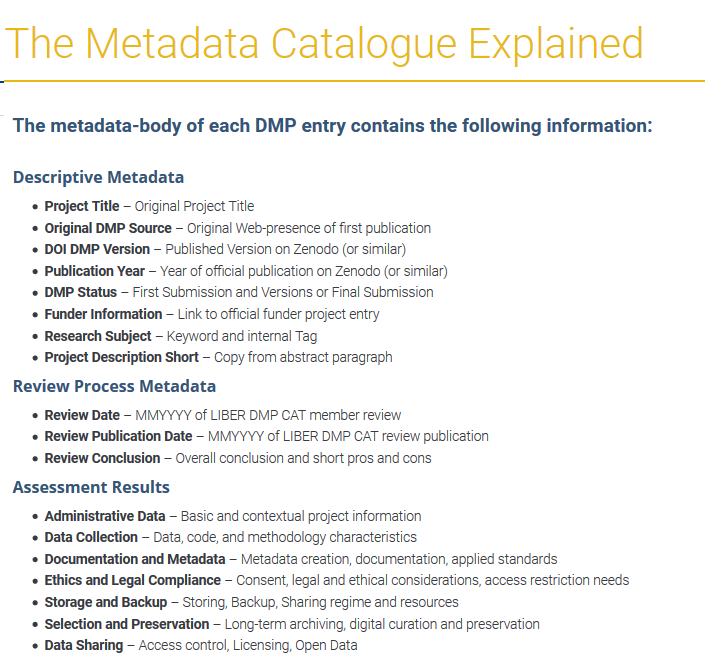 The Metadata Catalogue Explained
The metadata-body of each DMP entry contains the following information:
Descriptive Metadata
• Project Title – Original Project Title
• Original DMP Source – Original Web-presence of first publication
• DOI DMP Version – Published Version on Zenodo (or similar)
• Publication Year – Year of official publication on Zenodo (or similar)
• DMP Status – First Submission and Versions or Final Submission
• Funder Information – Link to official funder project entry
• Research Subject – Keyword and internal Tag
• Project Description Short – Copy from abstract paragraph
Review Process Metadata
• Review Date – MMYYYY of LIBER DMP CAT member review
• Review Publication Date – MMYYYY of LIBER DMP CAT review publication
• Review Conclusion – Overall conclusion and short pros and cons
Assessment Results
• Administrative Data – Basic and contextual project information
• Data Collection – Data, code, and methodology characteristics
• Documentation and Metadata – Metadata creation, documentation, applied standards
• Ethics and Legal Compliance – Consent, legal and ethical considerations, access restriction needs
• Storage and Backup – Storing, Backup, Sharing regime and resources
• Selection and Preservation – Long-term archiving, digital curation and preservation
• Data Sharing – Access control, Licensing, Open Data